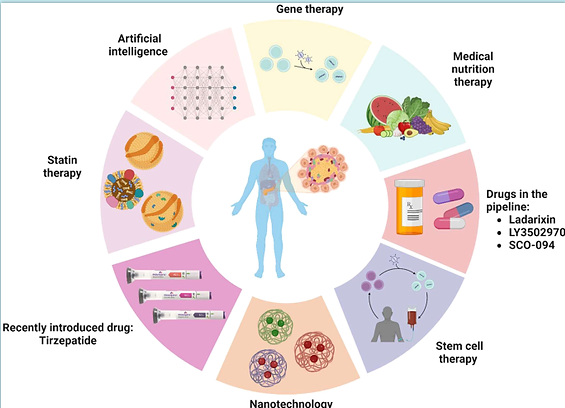 Gene therapy
Artificial
intelligence
Medical
nutrition
therapy
Statin
therapy
Drugs in the
pipeline:
• Ladarixin
• LY3502970
• SCO-094
Recently introduced drug:
Tirzepatide
Stem cell
therapy
Nanotechnology